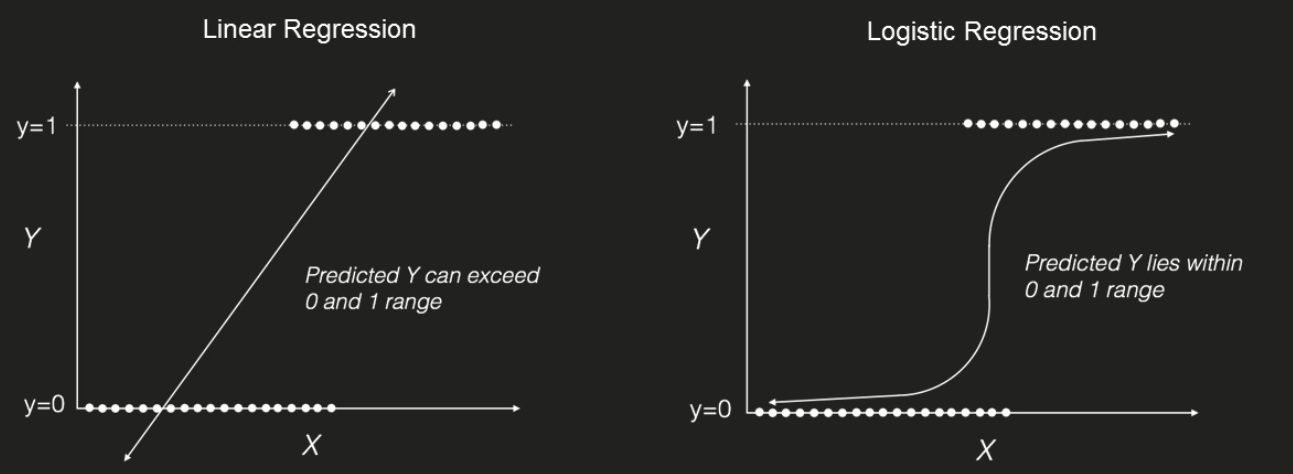 Linear Regression
y=1
Y
Predicted Y can exceed
0 and 1 range
y=0
X
Logistic Regression
y=1
Y
Predicted Y lies within
0 and 1 range
y=0
X